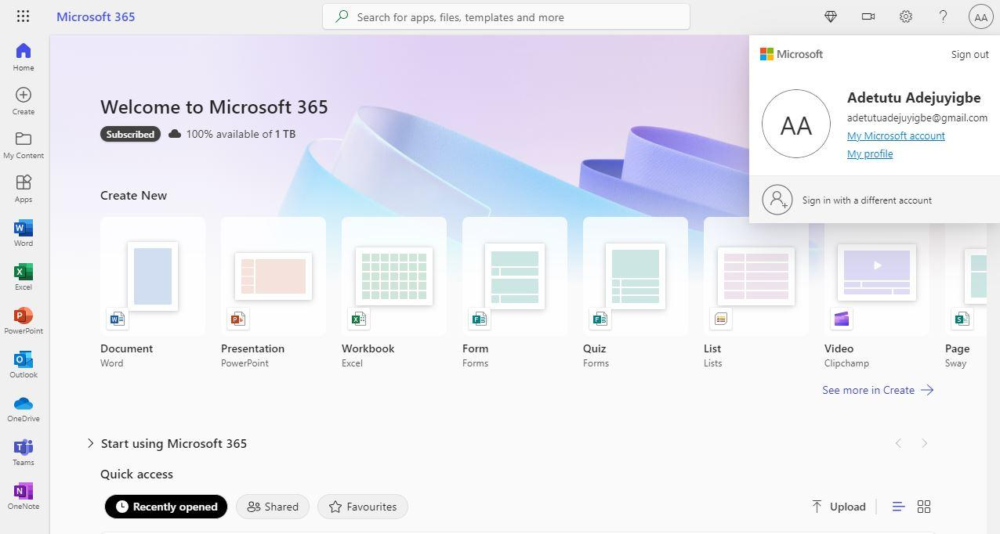 Microsoft 365
Search for apps, files, templates and more
AA
Home
Create
My Content
Apps
Word
Excel
PowerPoint
Outlook
OneDrive
Teams
OneNote
Microsoft
Sign out
AA
Adetutu Adejuyigbe
adetutuadejuyigbe@gmail.com
My Microsoft account
My profile
Sign in with a different account
Welcome to Microsoft 365
Subscribed 100% available of 1 TB
Create New
Document
Word
Presentation
PowerPoint
Workbook
Excel
Form
Forms
Quiz
Forms
List
Lists
Video
Clipchamp
Page
Sway
See more in Create
Start using Microsoft 365
Quick access
Recently opened Shared Favourites Upload